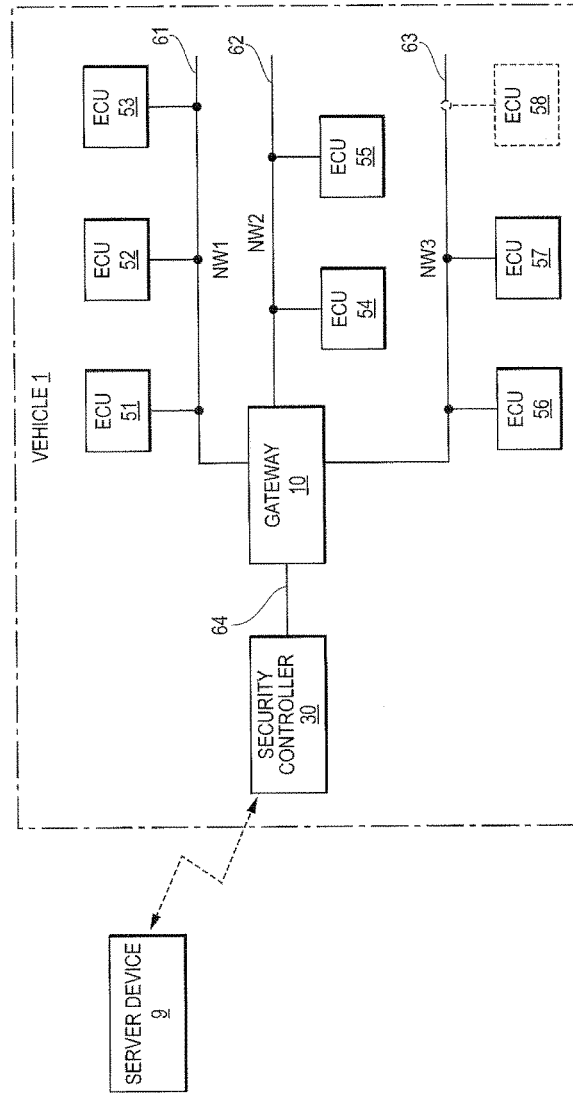 VEHICLE 1
ECU
51
ECU
52
ECU
53
61
NW1
62
NW2
ECU
54
ECU
55
63
NW3
ECU
56
ECU
57
ECU
58
GATEWAY
10
64
SECURITY
CONTROLLER
30
SERVER DEVICE
9